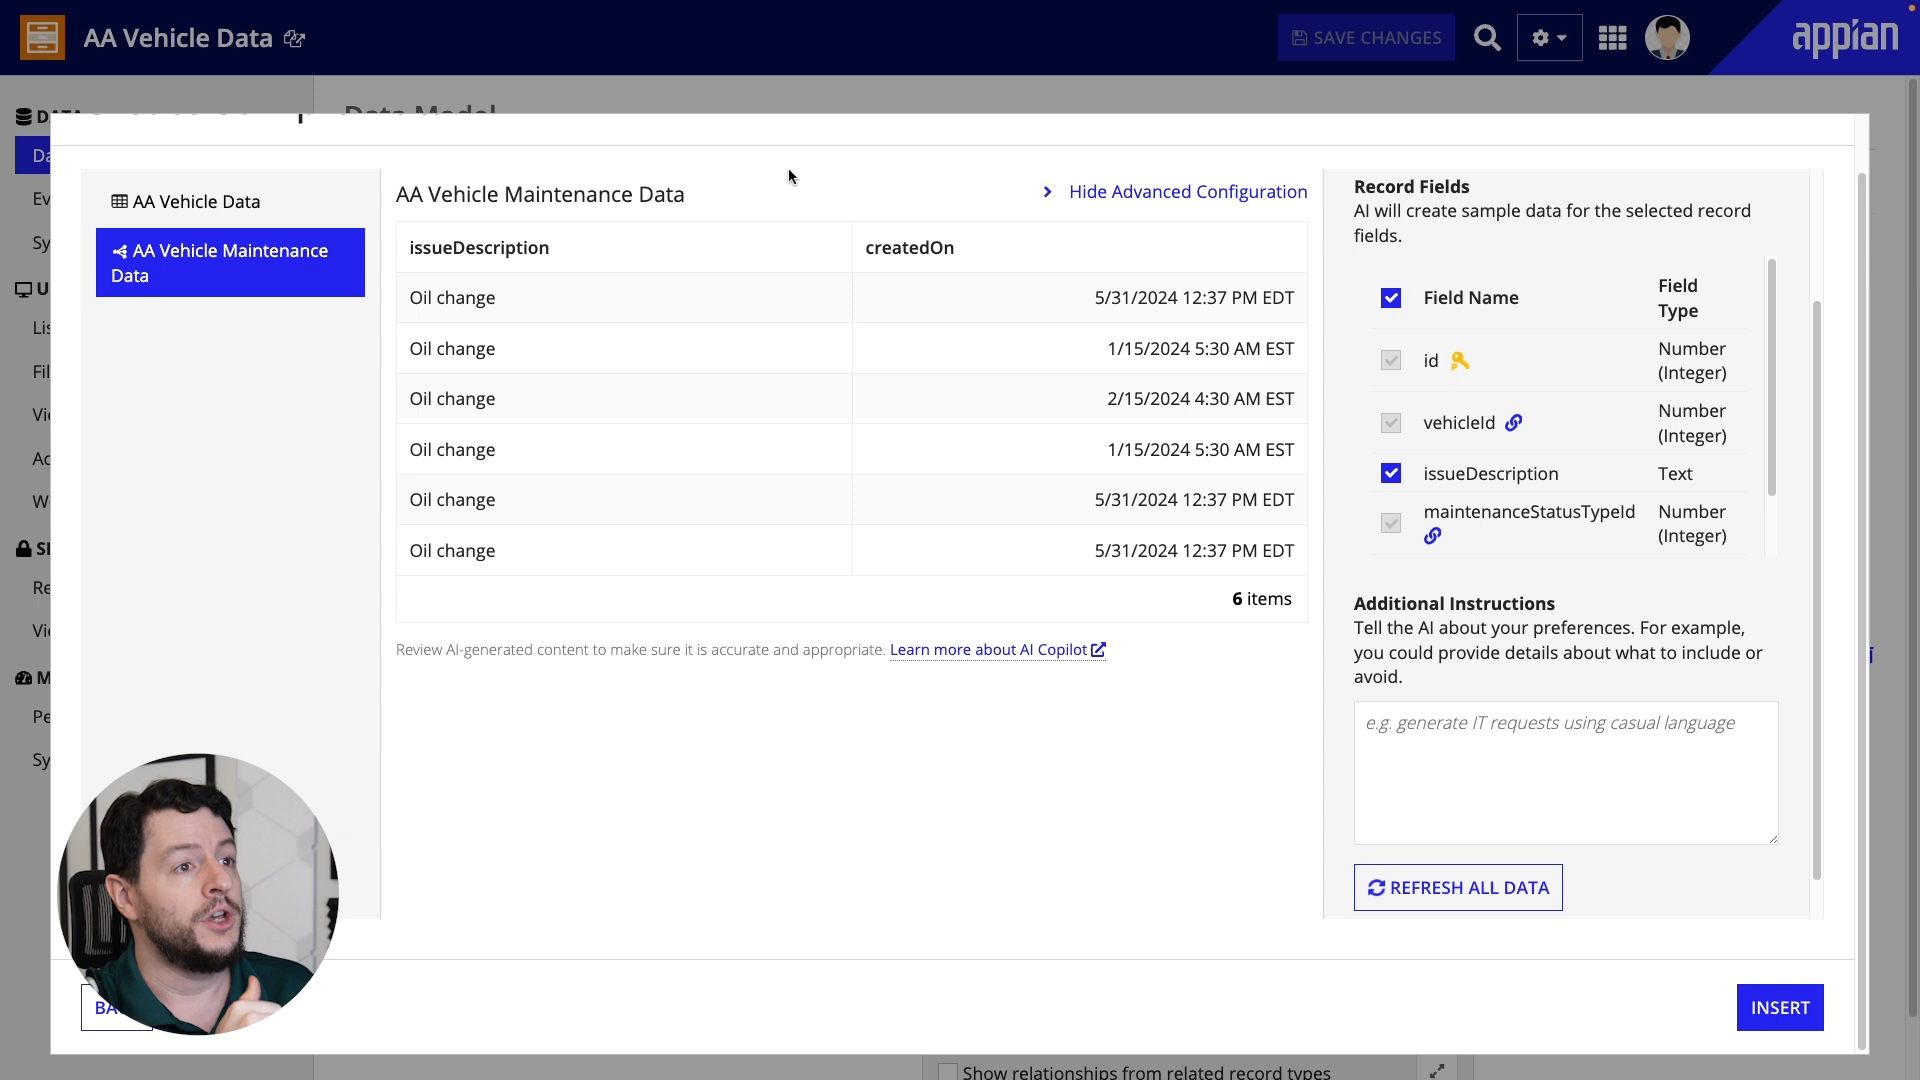 AA Vehicle Data
SAVE CHANGES
appian
Data Model
AA Vehicle Data
AA Vehicle Maintenance
Data
AA Vehicle Maintenance Data
Hide Advanced Configuration
issueDescription createdOn
Oil change 5/31/2024 12:37 PM EDT
Oil change 1/15/2024 5:30 AM EST
Oil change 2/15/2024 4:30 AM EST
Oil change 1/15/2024 5:30 AM EST
Oil change 5/31/2024 12:37 PM EDT
Oil change 5/31/2024 12:37 PM EDT
6 items
Review AI-generated content to make sure it is accurate and appropriate. Learn more about AI Copilot
Record Fields
AI will create sample data for the selected record
fields.
Field Name Field
Type
id Number
(Integer)
vehicleId Number
(Integer)
issueDescription Text
maintenanceStatusTypeId Number
(Integer)
Additional Instructions
Tell the AI about your preferences. For example,
you could provide details about what to include or
avoid.
e.g. generate IT requests using casual language
REFRESH ALL DATA
INSERT
Show relationships from related record types